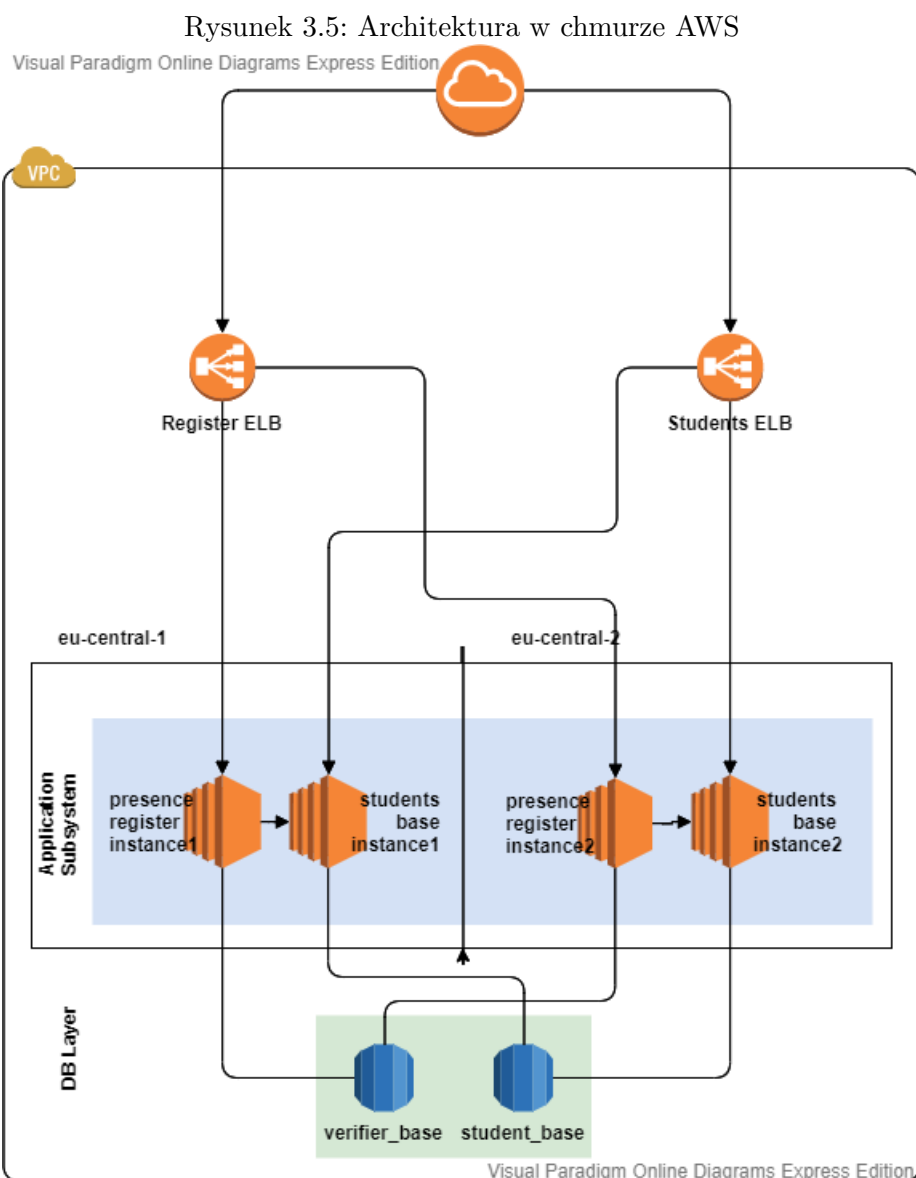 Rysunek 3.5: Architektura w chmurze AWS
Visual Paradigm Online Diagrams Express Edition
VPC
Register ELB
Students ELB
eu-central-1
eu-central-2
Application
Subsystem
presence
register
instance1
students
base
instance1
presence
register
instance2
students
base
instance2
DB Layer
verifier_base
student_base
Visual Paradigm Online Diagrams Express Edition